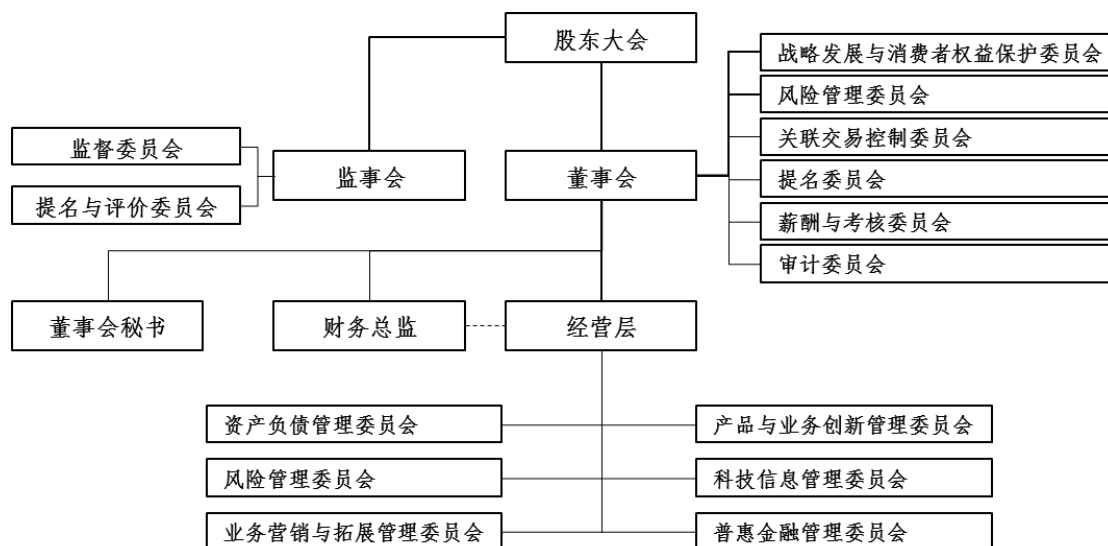 股东大会
战略发展与消费者权益保护委员会
风险管理委员会
关联交易控制委员会
提名委员会
薪酬与考核委员会
审计委员会
监督委员会
提名与评价委员会
监事会
董事会
董事会秘书
财务总监
经营层
资产负债管理委员会
产品与业务创新管理委员会
风险管理委员会
科技信息管理委员会
业务营销与拓展管理委员会
普惠金融管理委员会